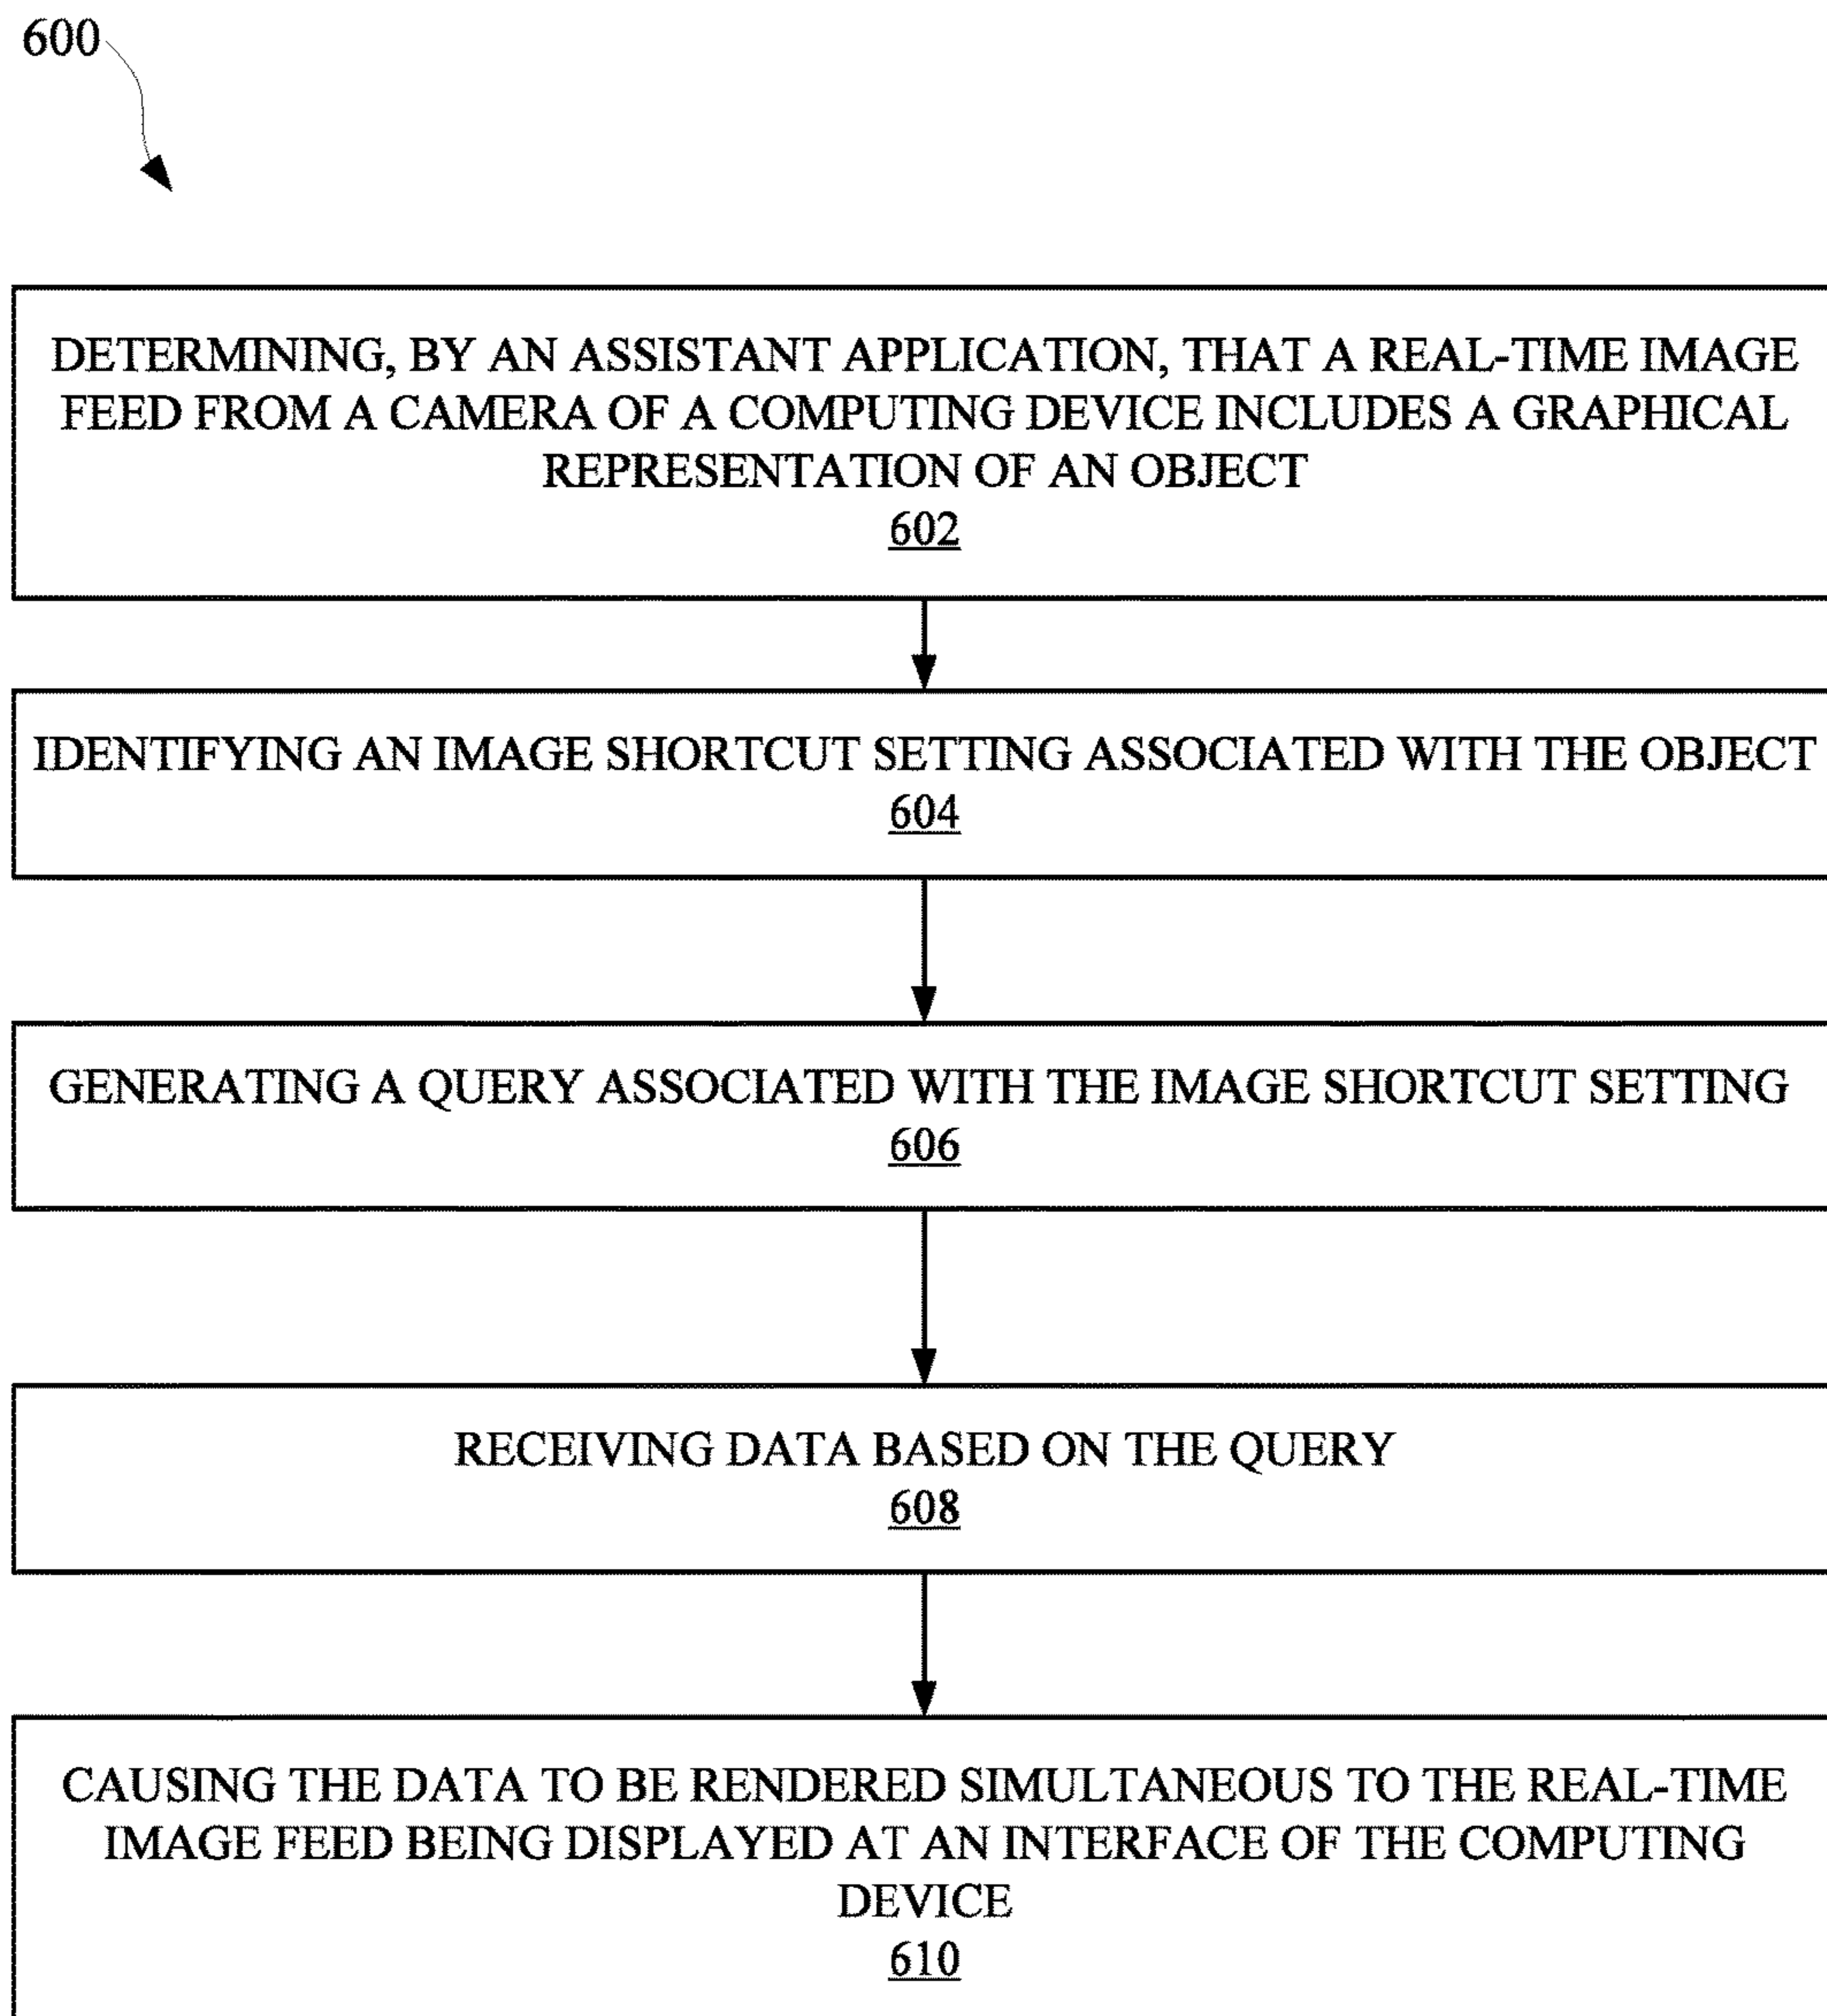 600
DETERMINING, BY AN ASSISTANT APPLICATION, THAT A REAL-TIME IMAGE
FEED FROM A CAMERA OF A COMPUTING DEVICE INCLUDES A GRAPHICAL
REPRESENTATION OF AN OBJECT
602
IDENTIFYING AN IMAGE SHORTCUT SETTING ASSOCIATED WITH THE OBJECT
604
GENERATING A QUERY ASSOCIATED WITH THE IMAGE SHORTCUT SETTING
606
RECEIVING DATA BASED ON THE QUERY
608
CAUSING THE DATA TO BE RENDERED SIMULTANEOUS TO THE REAL-TIME
IMAGE FEED BEING DISPLAYED AT AN INTERFACE OF THE COMPUTING
DEVICE
610